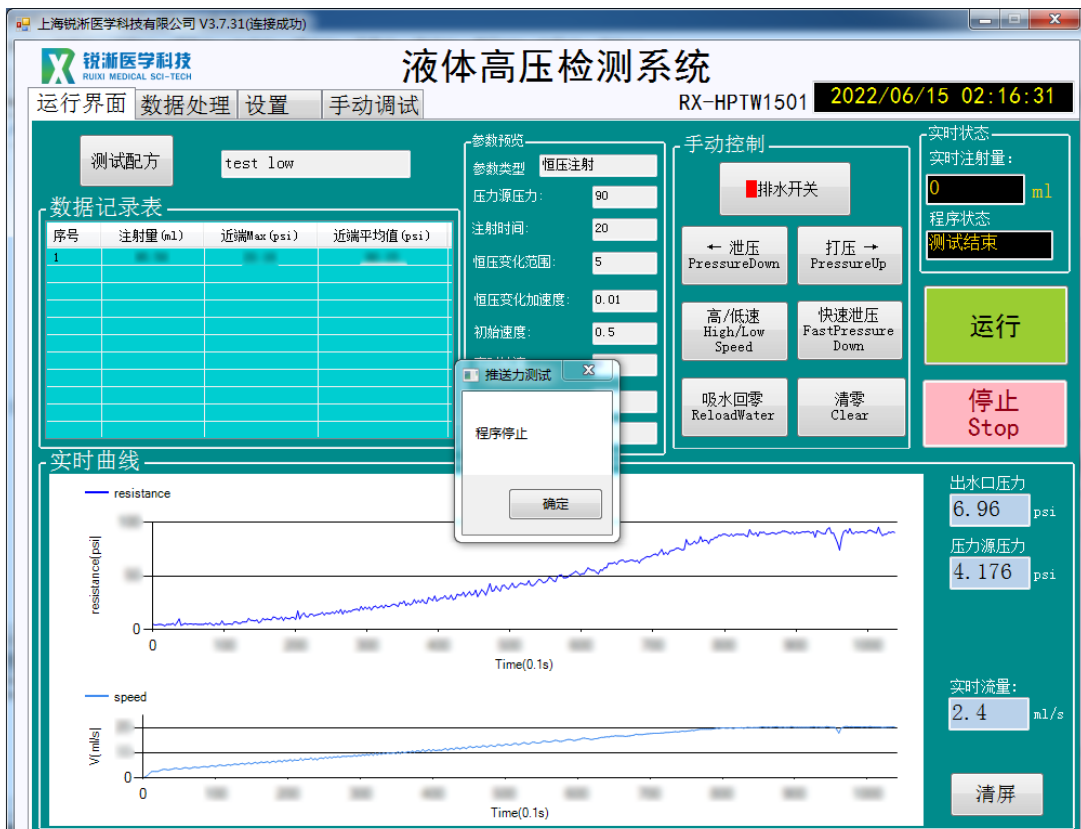 上海锐淅医学科技有限公司 V3.7.31(连接成功)
锐浙医学科技
RUIXI MEDICAL SCI-TECH
液体高压检测系统
运行界面
数据处理
设置
手动调试
RX-HPTW1501
2022/06/15 02:16:31
测试配方
test low
数据记录表
序号
注射量(ml)
近端Max(psi)
近端平均值(psi)
1
参数预览
参数类型
恒压注射
压力源压力:
90
注射时间:
20
恒压变化范围:
5
恒压变化加速度:
0.01
初始速度:
0.5
手动控制
排水开关
← 泄压
PressureDown
打压 →
PressureUp
高/低速
High/Low
Speed
快速泄压
FastPressure
Down
吸水回零
ReloadWater
清零
Clear
实时状态
实时注射量:
0
ml
程序状态
测试结束
运行
停止
Stop
推送力测试
程序停止
确定
实时曲线
resistance
resistance[psi]
0
0
Time(0.1s)
speed
V[ml/s]
0
0
Time(0.1s)
出水口压力
6.96
psi
压力源压力
4.176
psi
实时流量:
2.4
ml/s
清屏